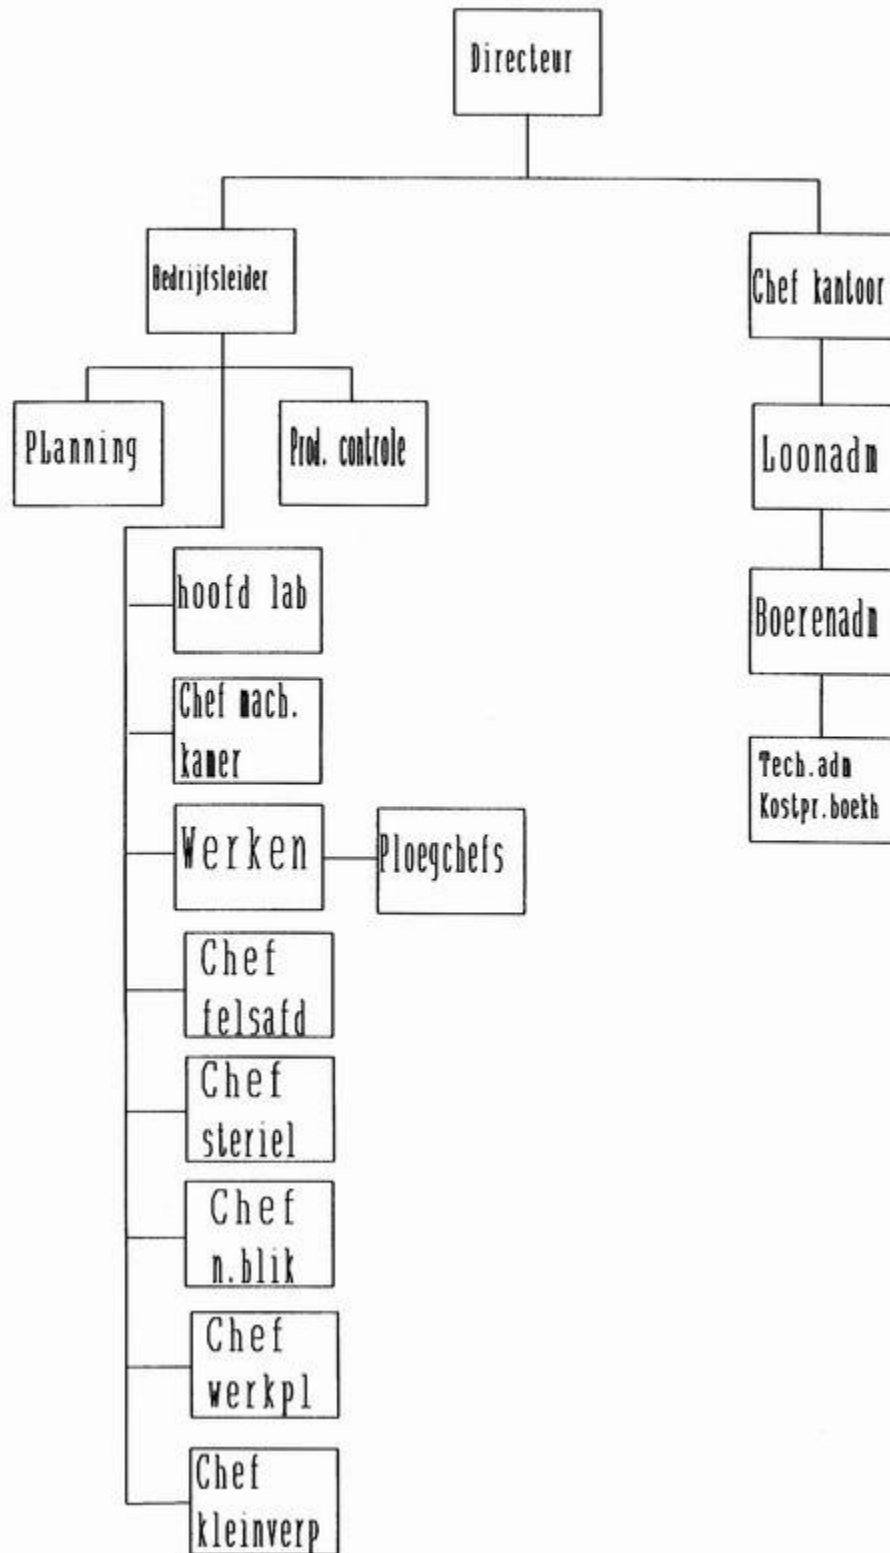 Directeur
Bedrijfsleider
Chef kantoor
PLanning
Prod. controle
Loonadm
hoofd lab
Boerenadm
Chef mach.
kamer
Tech.adm
Kostpr.boekh
Werken
Ploegchefs
Chef
felsafd
Chef
steriel
Chef
n.blik
Chef
werkpl
Chef
kleinverp